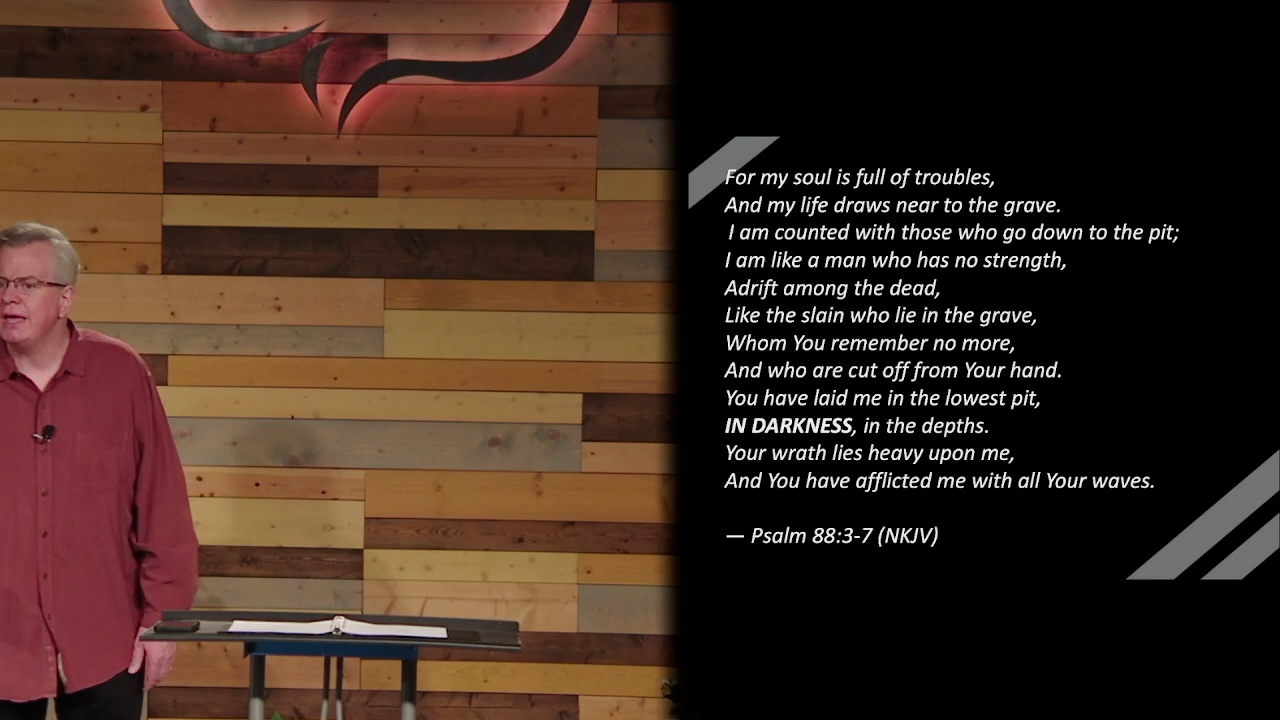 For my soul is full of troubles,
And my life draws near to the grave.
I am counted with those who go down to the pit;
I am like a man who has no strength,
Adrift among the dead,
Like the slain who lie in the grave,
Whom You remember no more,
And who are cut off from Your hand.
You have laid me in the lowest pit,
IN DARKNESS, in the depths.
Your wrath lies heavy upon me,
And You have afflicted me with all Your waves.
— Psalm 88:3-7 (NKJV)